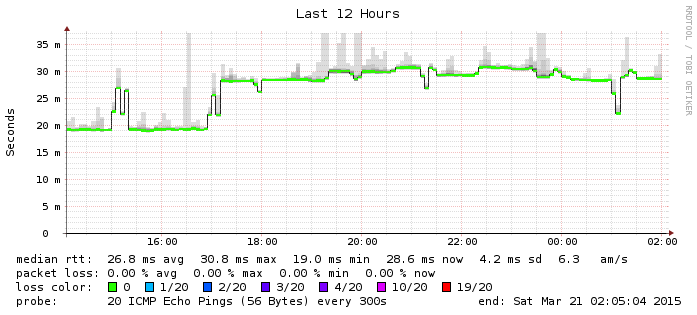 Last 12 Hours
RRDTOOL / TOBI OETIKER
Seconds
35 m
30 m
25 m
20 m
15 m
10 m
5 m
0
16:00 18:00 20:00 22:00 00:00 02:00
median rtt: 26.8 ms avg 30.8 ms max 19.0 ms min 28.6 ms now 4.2 ms sd 6.3 am/s
packet loss: 0.00 % avg 0.00 % max 0.00 % min 0.00 % now
loss color: 0 1/20 2/20 3/20 4/20 10/20 19/20
probe: 20 ICMP Echo Pings (56 Bytes) every 300s end: Sat Mar 21 02:05:04 2015